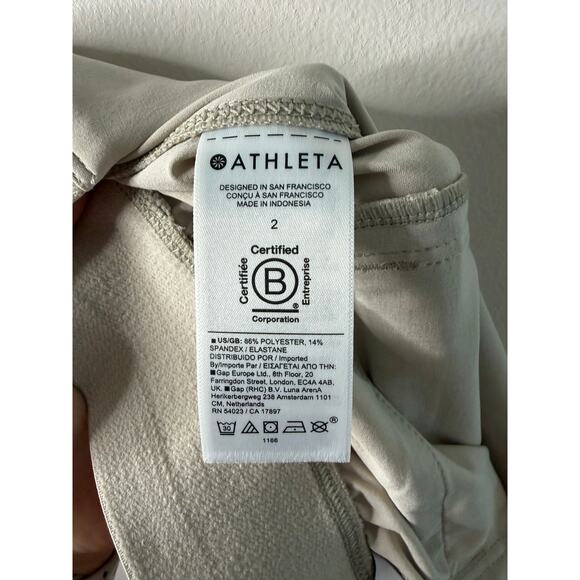 ATHLETA
DESIGNED IN SAN FRANCISCO
CONÇU À SAN FRANCISCO
MADE IN INDONESIA
2
Certified
Certifiée
B
®
Entreprise
Corporation
■ US/GB: 86% POLYESTER, 14%
SPANDEX / ELASTANE
DISTRIBUIDO POR / Imported
By/Importe Par / ΕΙΣΑΓΕΤΑΙ ΑΠΟ ΤΗΝ:
■ Gap Europe Ltd., 6th Floor, 20
Farringdon Street, London, EC4A 4AB,
UK. ■ Gap (RHC) B.V. Luna ArenA
Herikerbergweg 238 Amsterdam 1101
CM, Netherlands
RN 54023 / CA 17897
30
1166